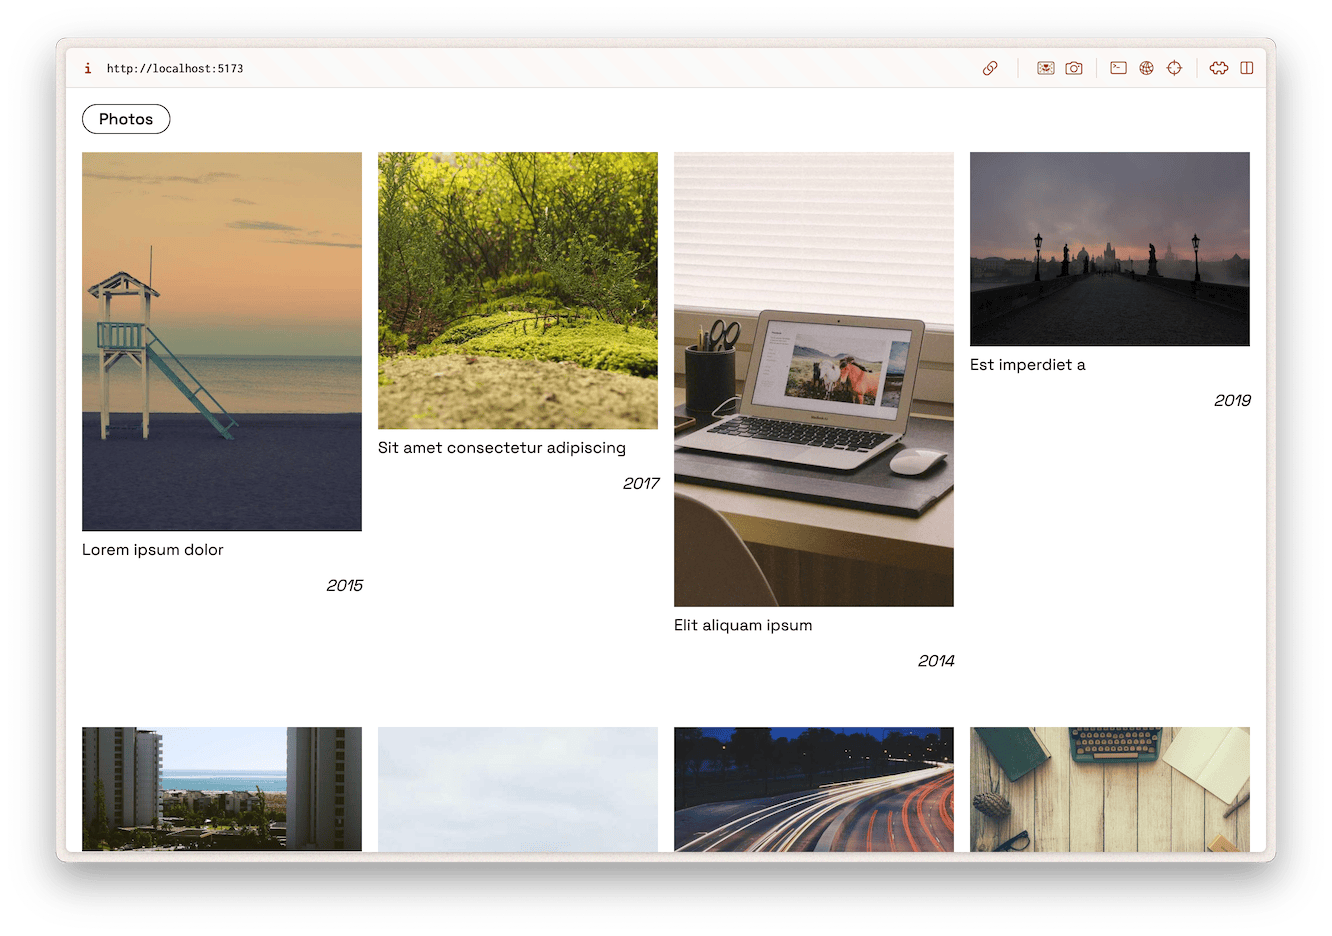 i http://localhost:5173
Photos
Lorem ipsum dolor
2015
Sit amet consectetur adipiscing
2017
Elit aliquam ipsum
2014
Est imperdiet a
2019